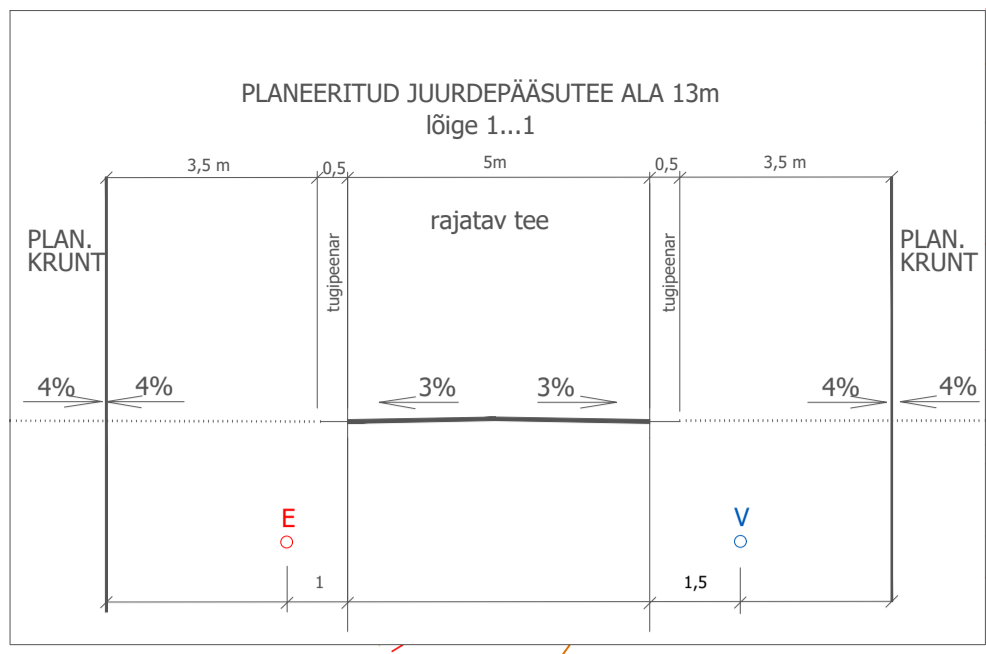 PLANEERITUD JUURDEPÄÄSUTEE ALA 13m
lõige 1...1
3,5 m 0,5 5m 0,5 3,5 m
rajatav tee
PLAN.
KRUNT
tugipeenar
tugipeenar
PLAN.
KRUNT
4% 4% 3% 3% 4% 4%
E V
1 1,5